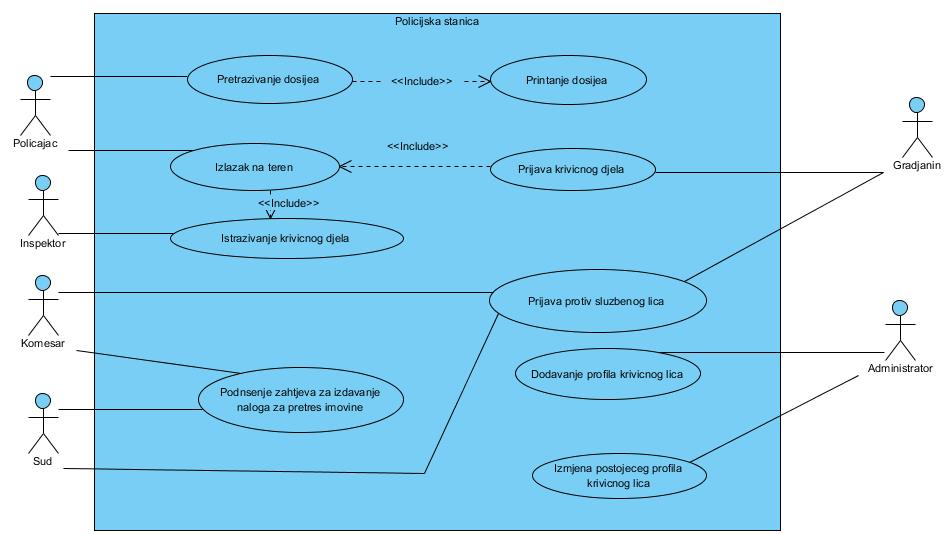 Policijska stanica
Pretrazivanje dosijea
<<Include>>
Printanje dosijea
Policajac
Izlazak na teren
<<Include>>
Prijava krivicnog djela
Gradjanin
<<Include>>
Inspektor
Istrazivanje krivicnog djela
Prijava protiv sluzbenog lica
Komesar
Administrator
Dodavanje profila krivicnog lica
Podnsenje zahtjeva za izdavanje
naloga za pretres imovine
Sud
Izmjena postojeceg profila
krivicnog lica